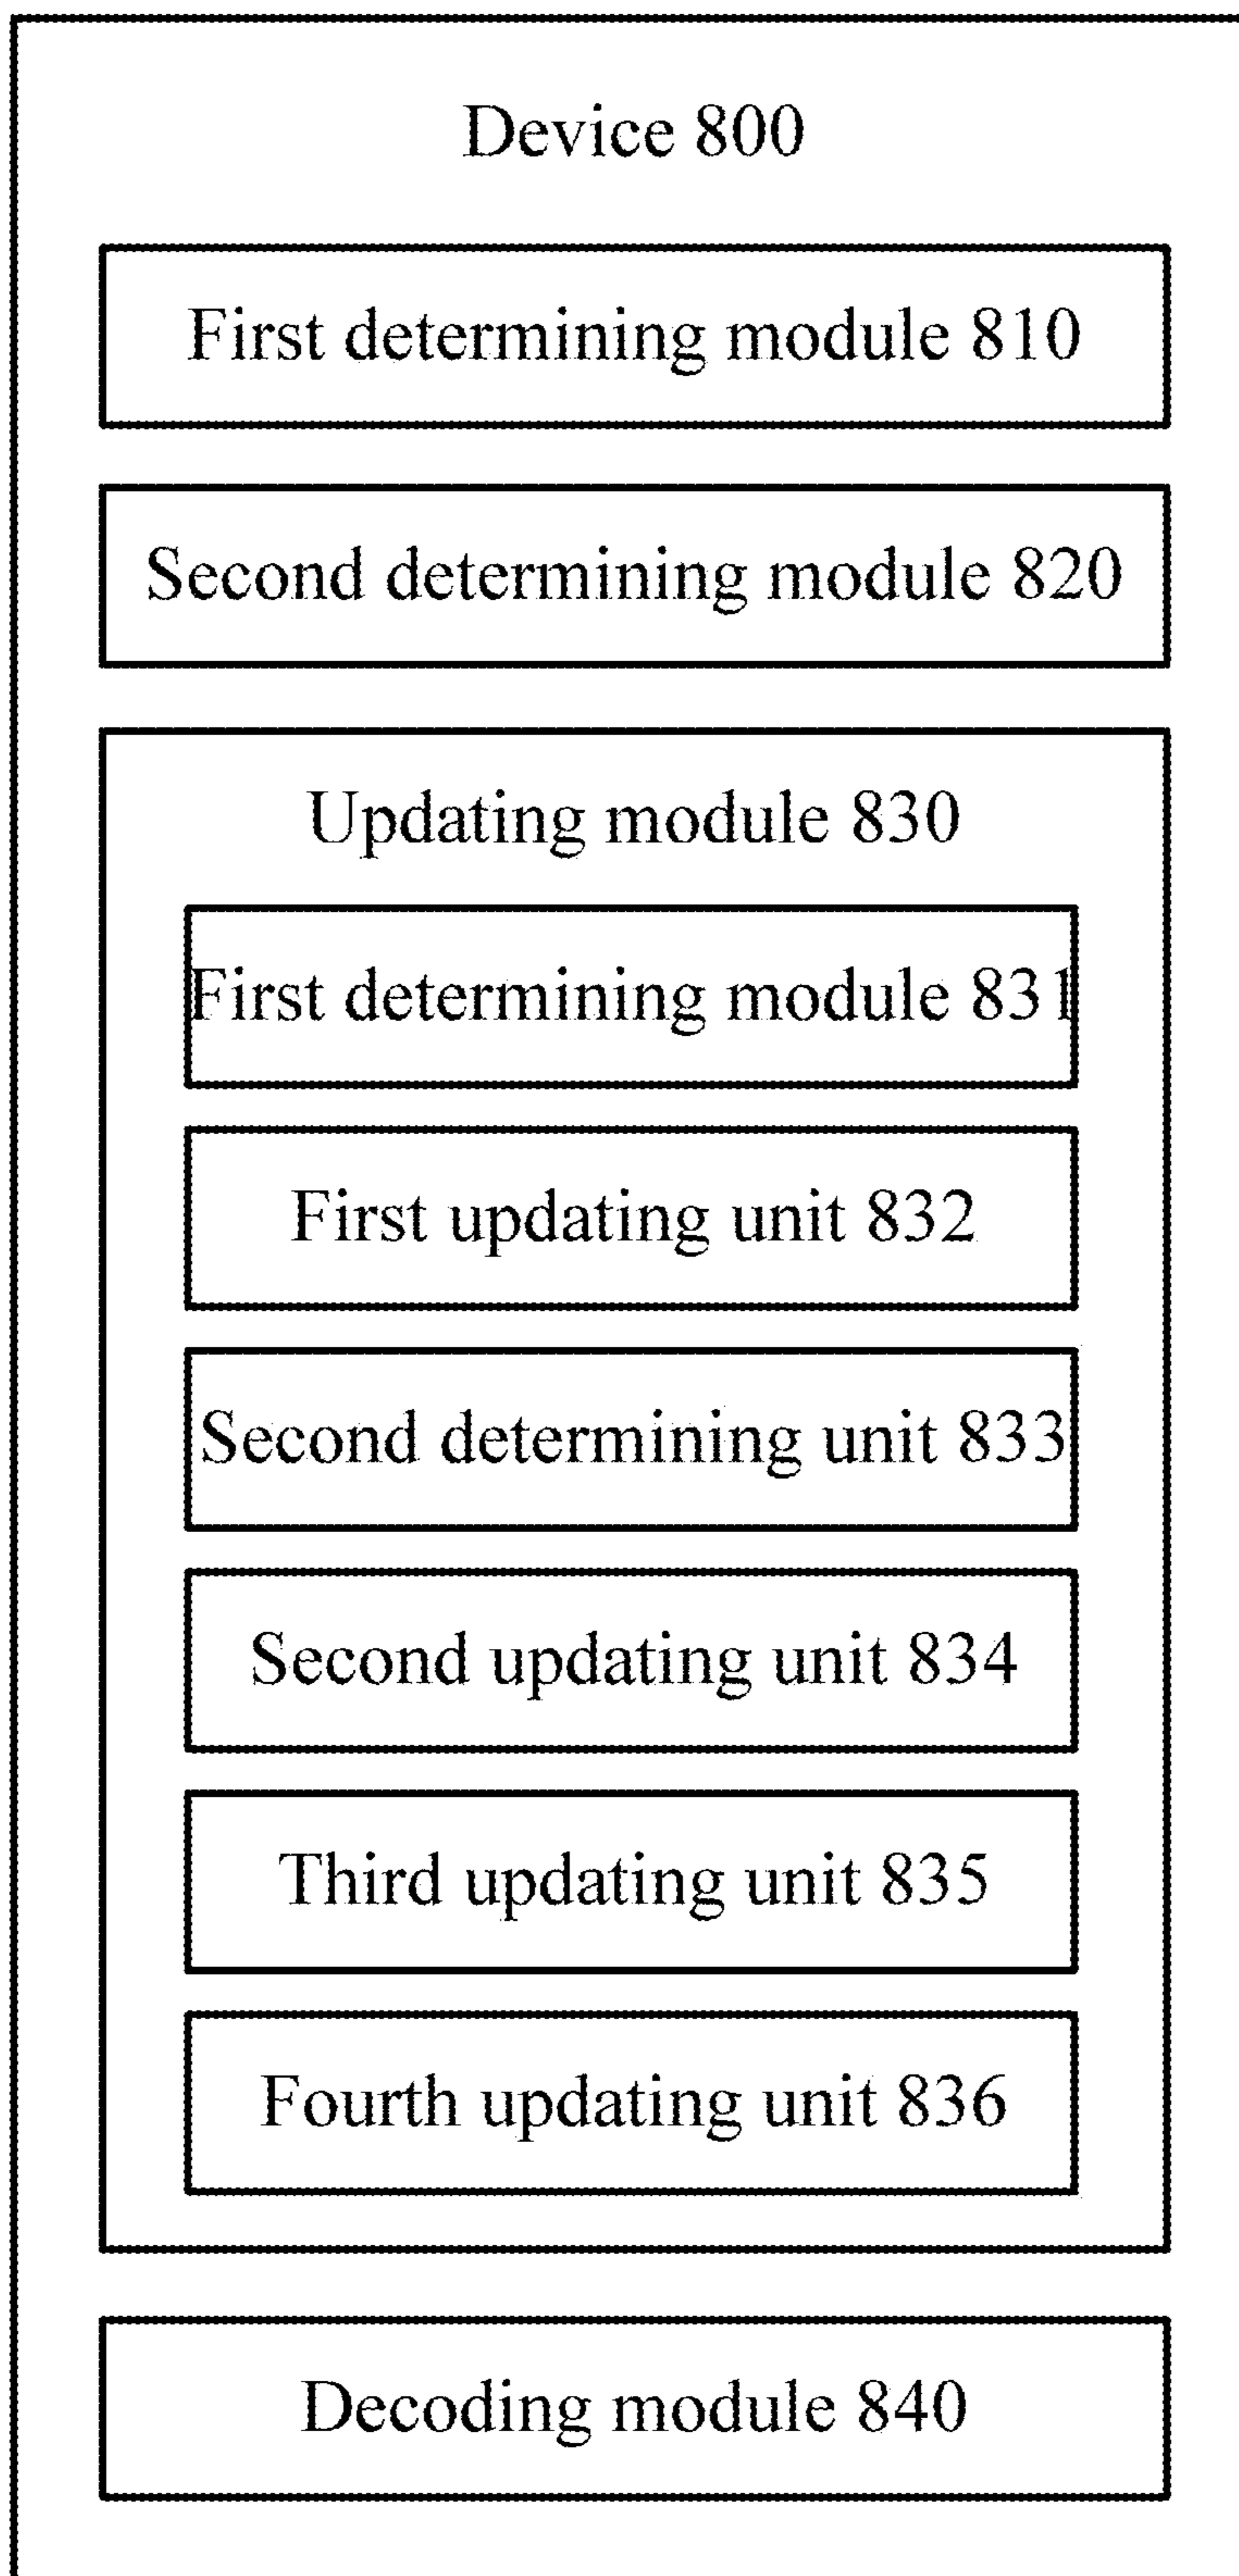 Device 800
First determining module 810
Second determining module 820
Updating module 830
First determining module 831
First updating unit 832
Second determining unit 833
Second updating unit 834
Third updating unit 835
Fourth updating unit 836
Decoding module 840